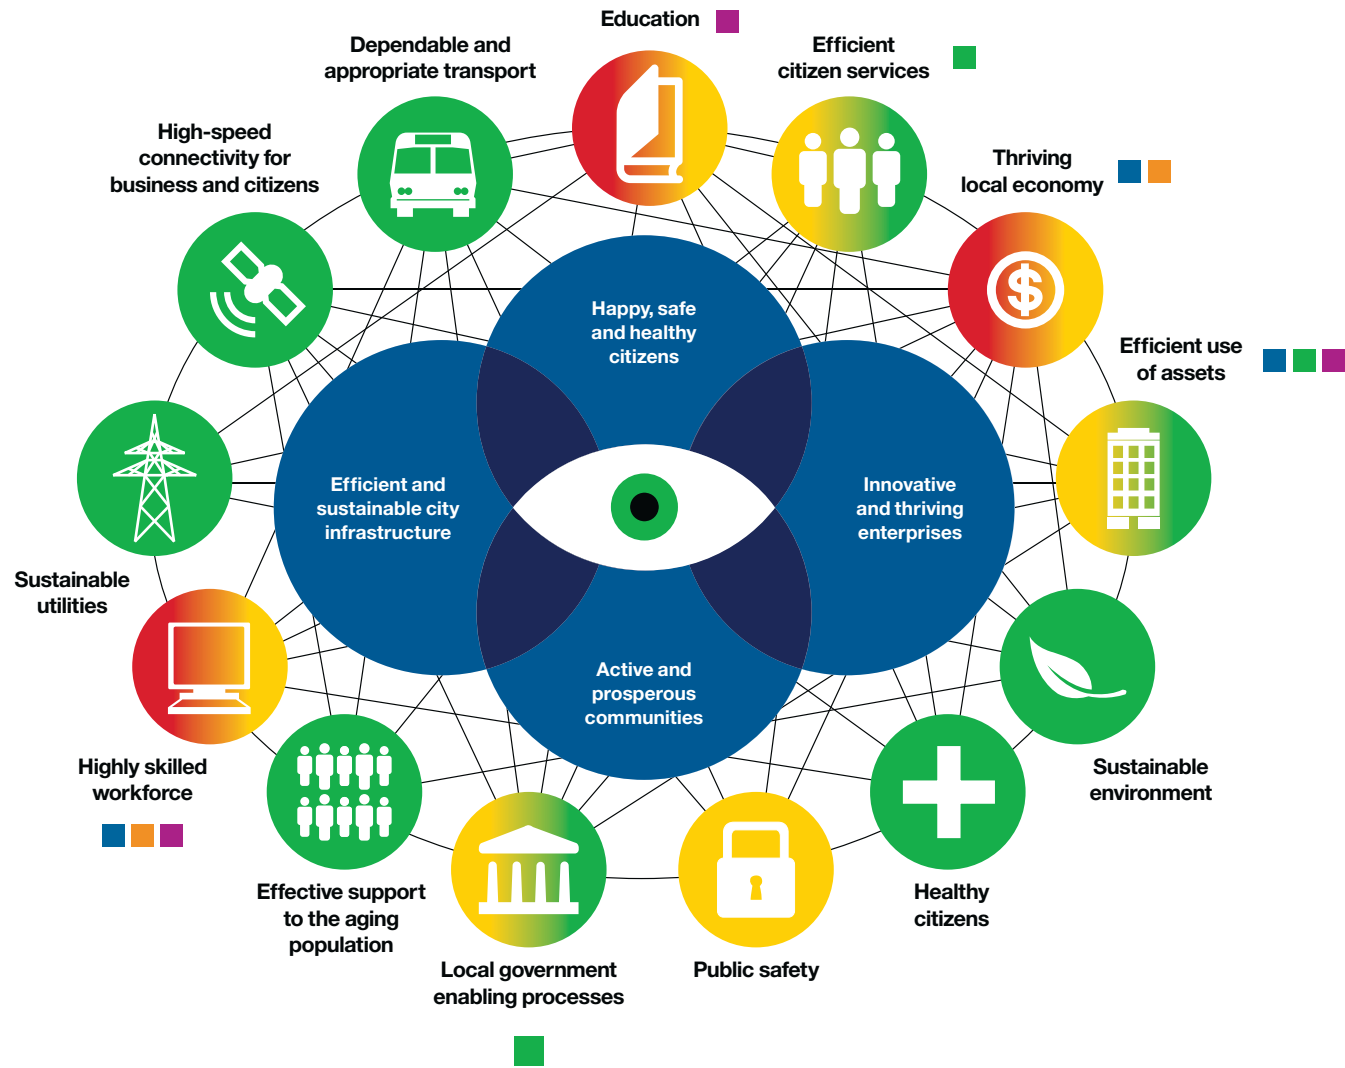 Education
Dependable and
appropriate transport
Efficient
citizen services
High-speed
connectivity for
business and citizens
Thriving
local economy
$
Happy, safe
and healthy
citizens
Efficient use
of assets
Efficient and
sustainable city
infrastructure
Innovative
and thriving
enterprises
Sustainable
utilities
Active and
prosperous
communities
Highly skilled
workforce
Sustainable
environment
Effective support
to the aging
population
Healthy
citizens
Local government
enabling processes
Public safety